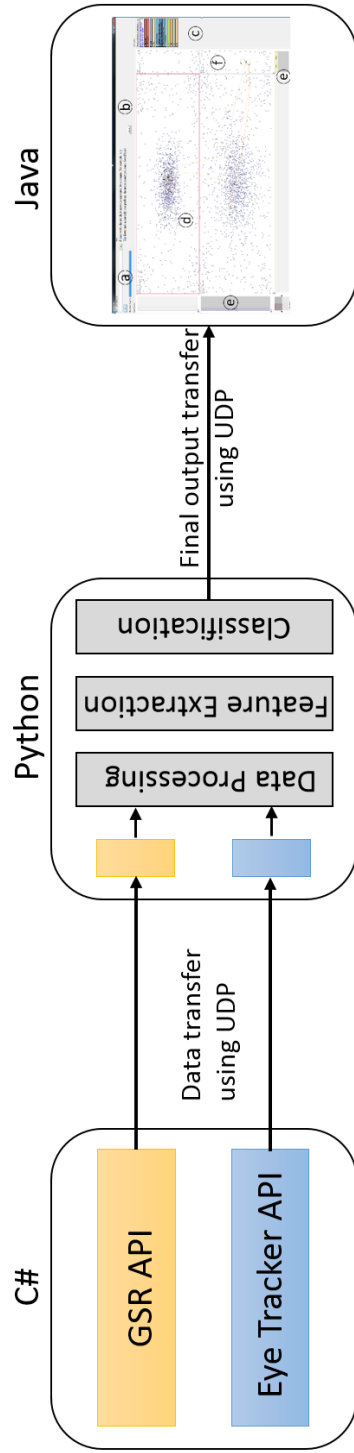 C#
GSR API
Eye Tracker API
Data transfer
using UDP
Python
Data Processing
Feature Extraction
Classification
Final output transfer
using UDP
Java
a
b
c
d
e
f
e